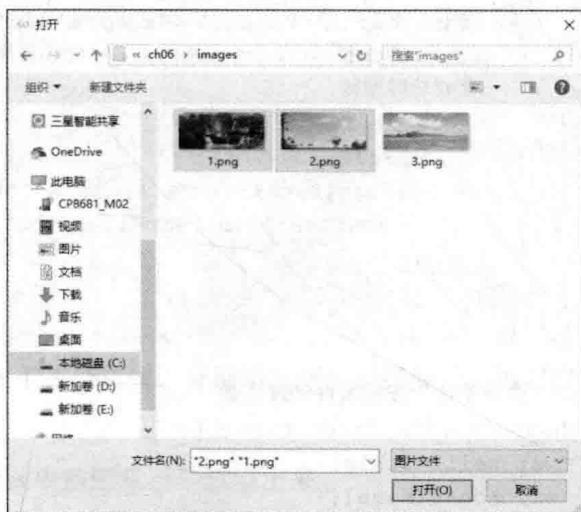 打开
« ch06 › images
搜索"images"
组织
新建文件夹
三星智能共享
OneDrive
此电脑
CP8681_M02
视频
图片
文档
下载
音乐
桌面
本地磁盘 (C:)
新加卷 (D:)
新加卷 (E:)
1.png
2.png
3.png
文件名(N):
"2.png" "1.png"
图片文件
打开(O)
取消